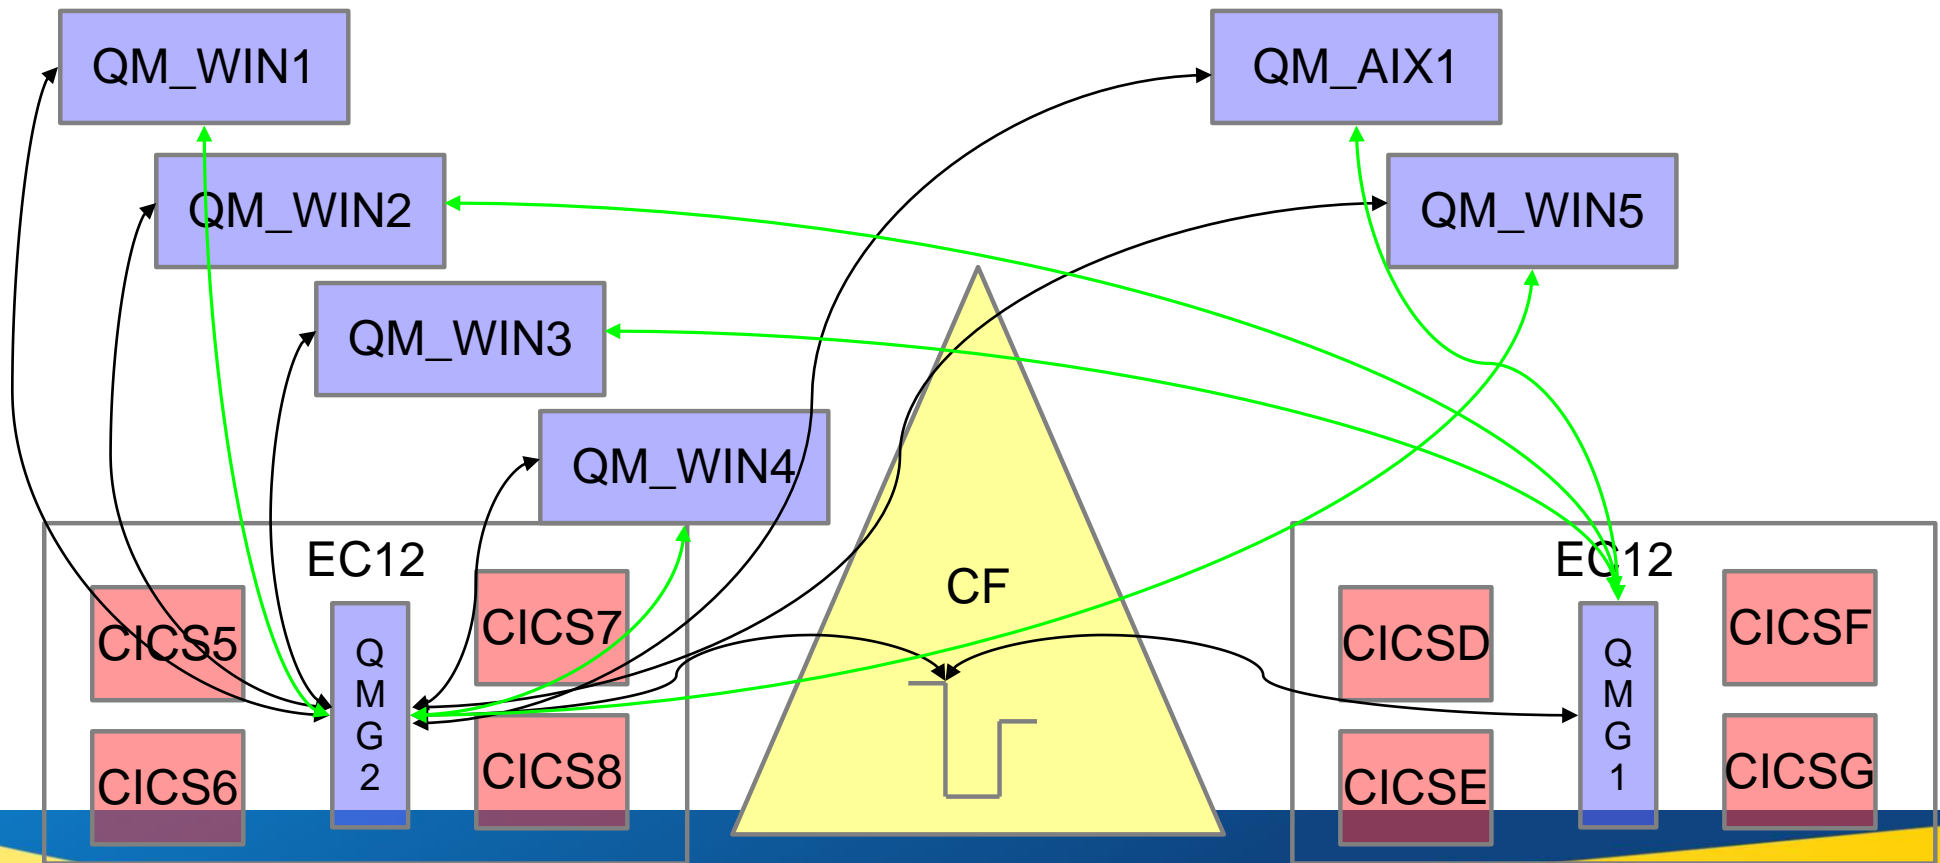 QM_WIN1
QM_AIX1
QM_WIN2
QM_WIN5
QM_WIN3
QM_WIN4
EC12
CICS5
CICS7
Q
M
G
2
CICS6
CICS8
CF
EC12
CICSD
CICSF
Q
M
G
1
CICSE
CICSG